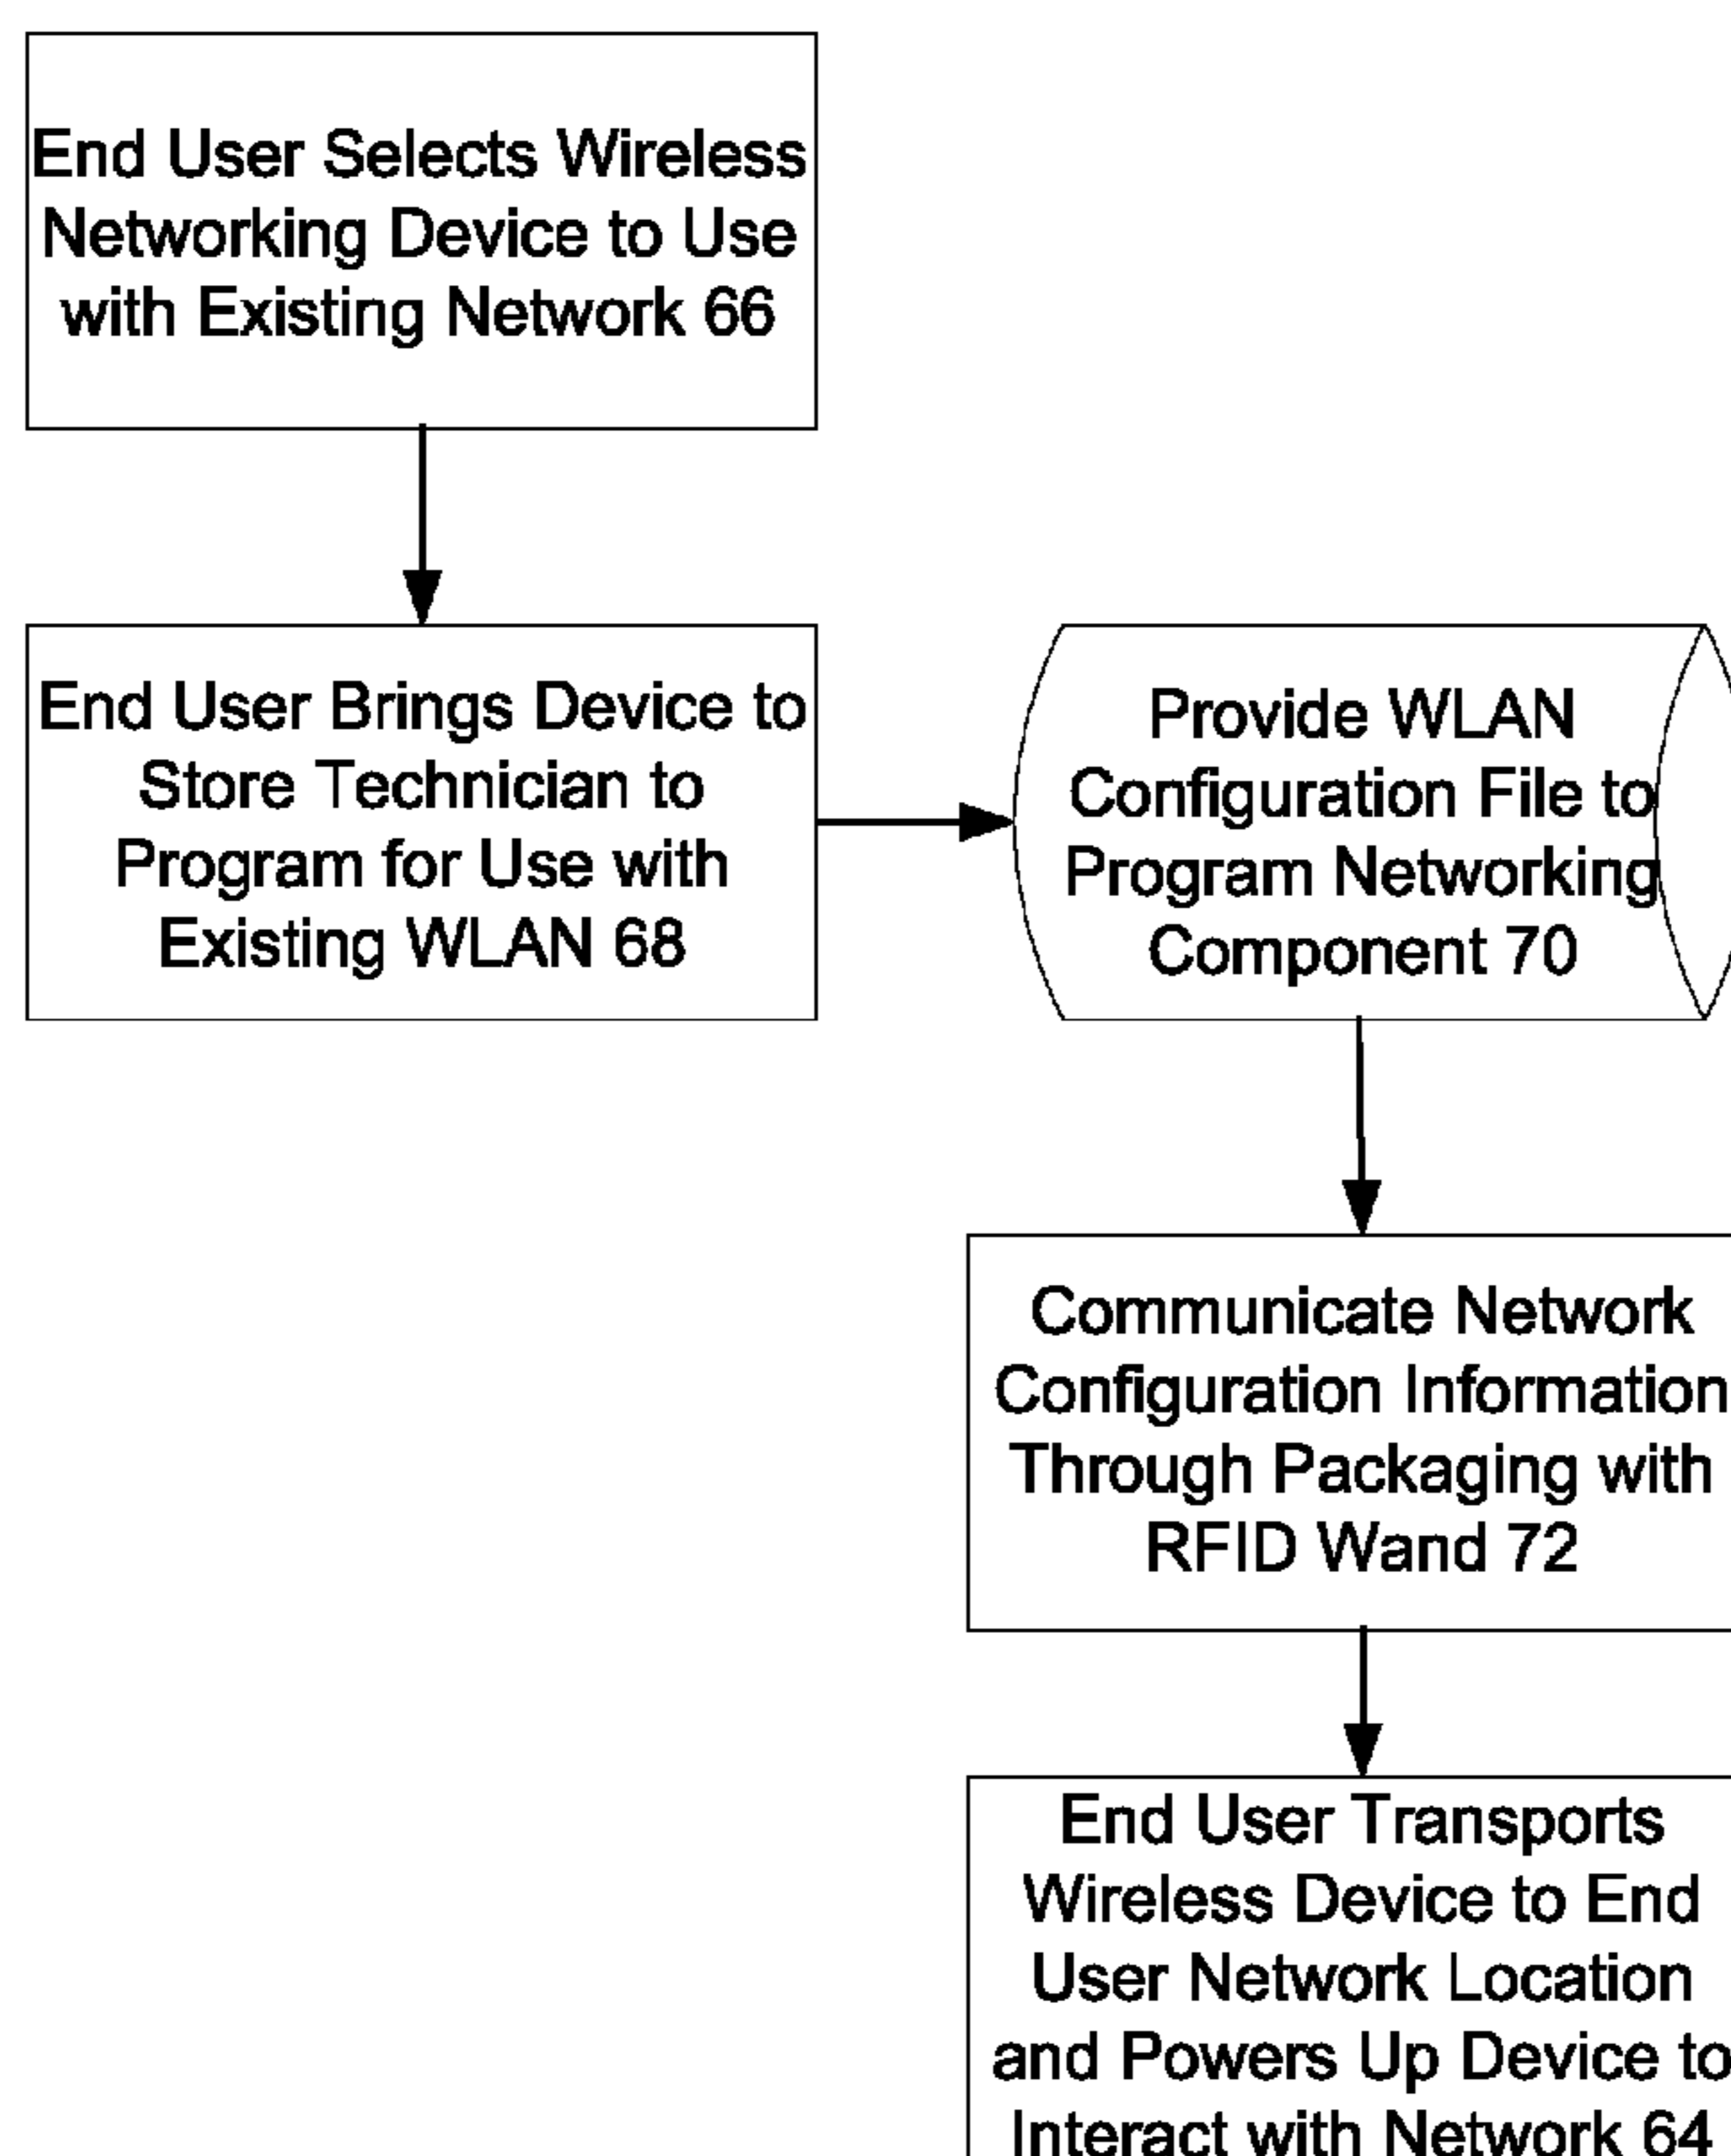 End User Selects Wireless
Networking Device to Use
with Existing Network 66
End User Brings Device to
Store Technician to
Program for Use with
Existing WLAN 68
Provide WLAN
Configuration File to
Program Networking
Component 70
Communicate Network
Configuration Information
Through Packaging with
RFID Wand 72
End User Transports
Wireless Device to End
User Network Location
and Powers Up Device to
Interact with Network 64